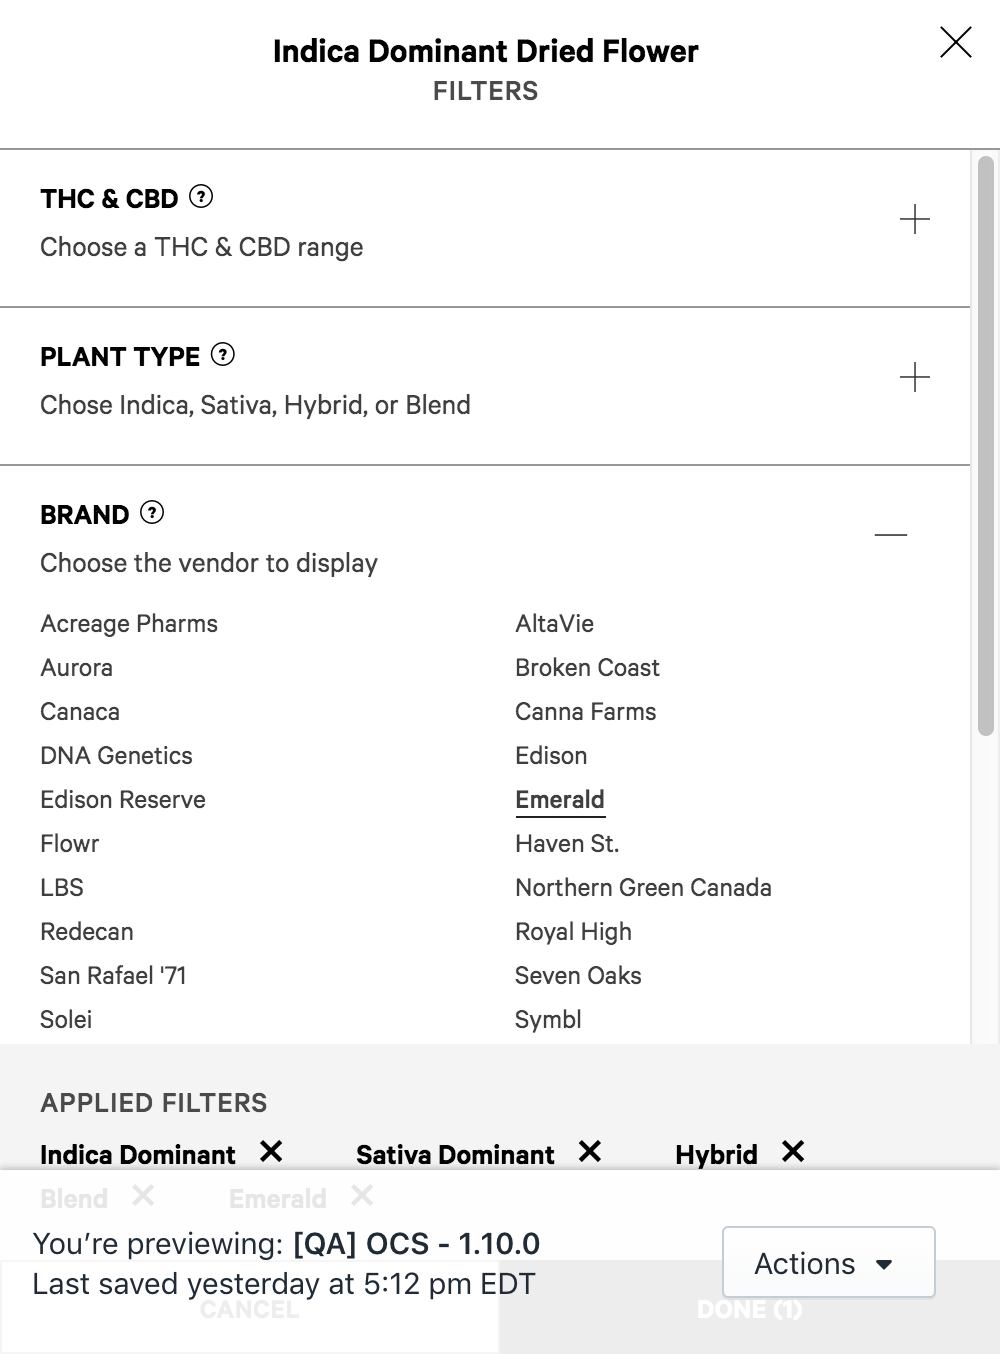 Indica Dominant Dried Flower
FILTERS
THC & CBD ?
Choose a THC & CBD range
PLANT TYPE ?
Chose Indica, Sativa, Hybrid, or Blend
BRAND ?
Choose the vendor to display
Acreage Pharms AltaVie
Aurora Broken Coast
Canaca Canna Farms
DNA Genetics Edison
Edison Reserve Emerald
Flowr Haven St.
LBS Northern Green Canada
Redecan Royal High
San Rafael '71 Seven Oaks
Solei Symbl
APPLIED FILTERS
Indica Dominant Sativa Dominant Hybrid
Blend Emerald
You're previewing: [QA] OCS - 1.10.0
Last saved yesterday at 5:12 pm EDT
Actions
CANCEL DONE (1)